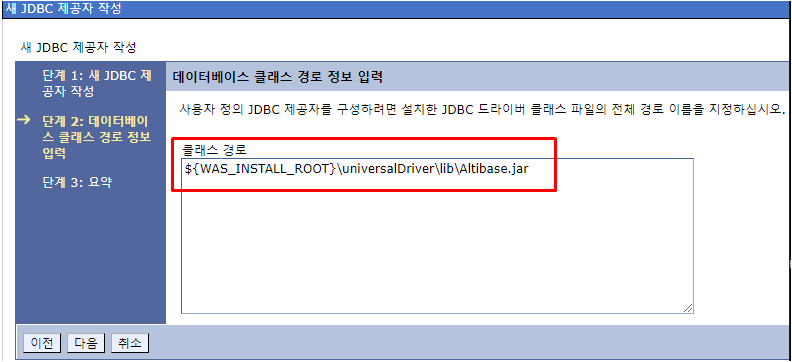 새 JDBC 제공자 작성
새 JDBC 제공자 작성
단계 1: 새 JDBC 제
공자 작성
단계 2: 데이터베이
스 클래스 경로 정보
입력
단계 3: 요약
데이터베이스 클래스 경로 정보 입력
사용자 정의 JDBC 제공자를 구성하려면 설치한 JDBC 드라이버 클래스 파일의 전체 경로 이름을 지정하십시오.
클래스 경로
${WAS_INSTALL_ROOT}\universalDriver\lib\Altibase.jar
이전 다음 취소